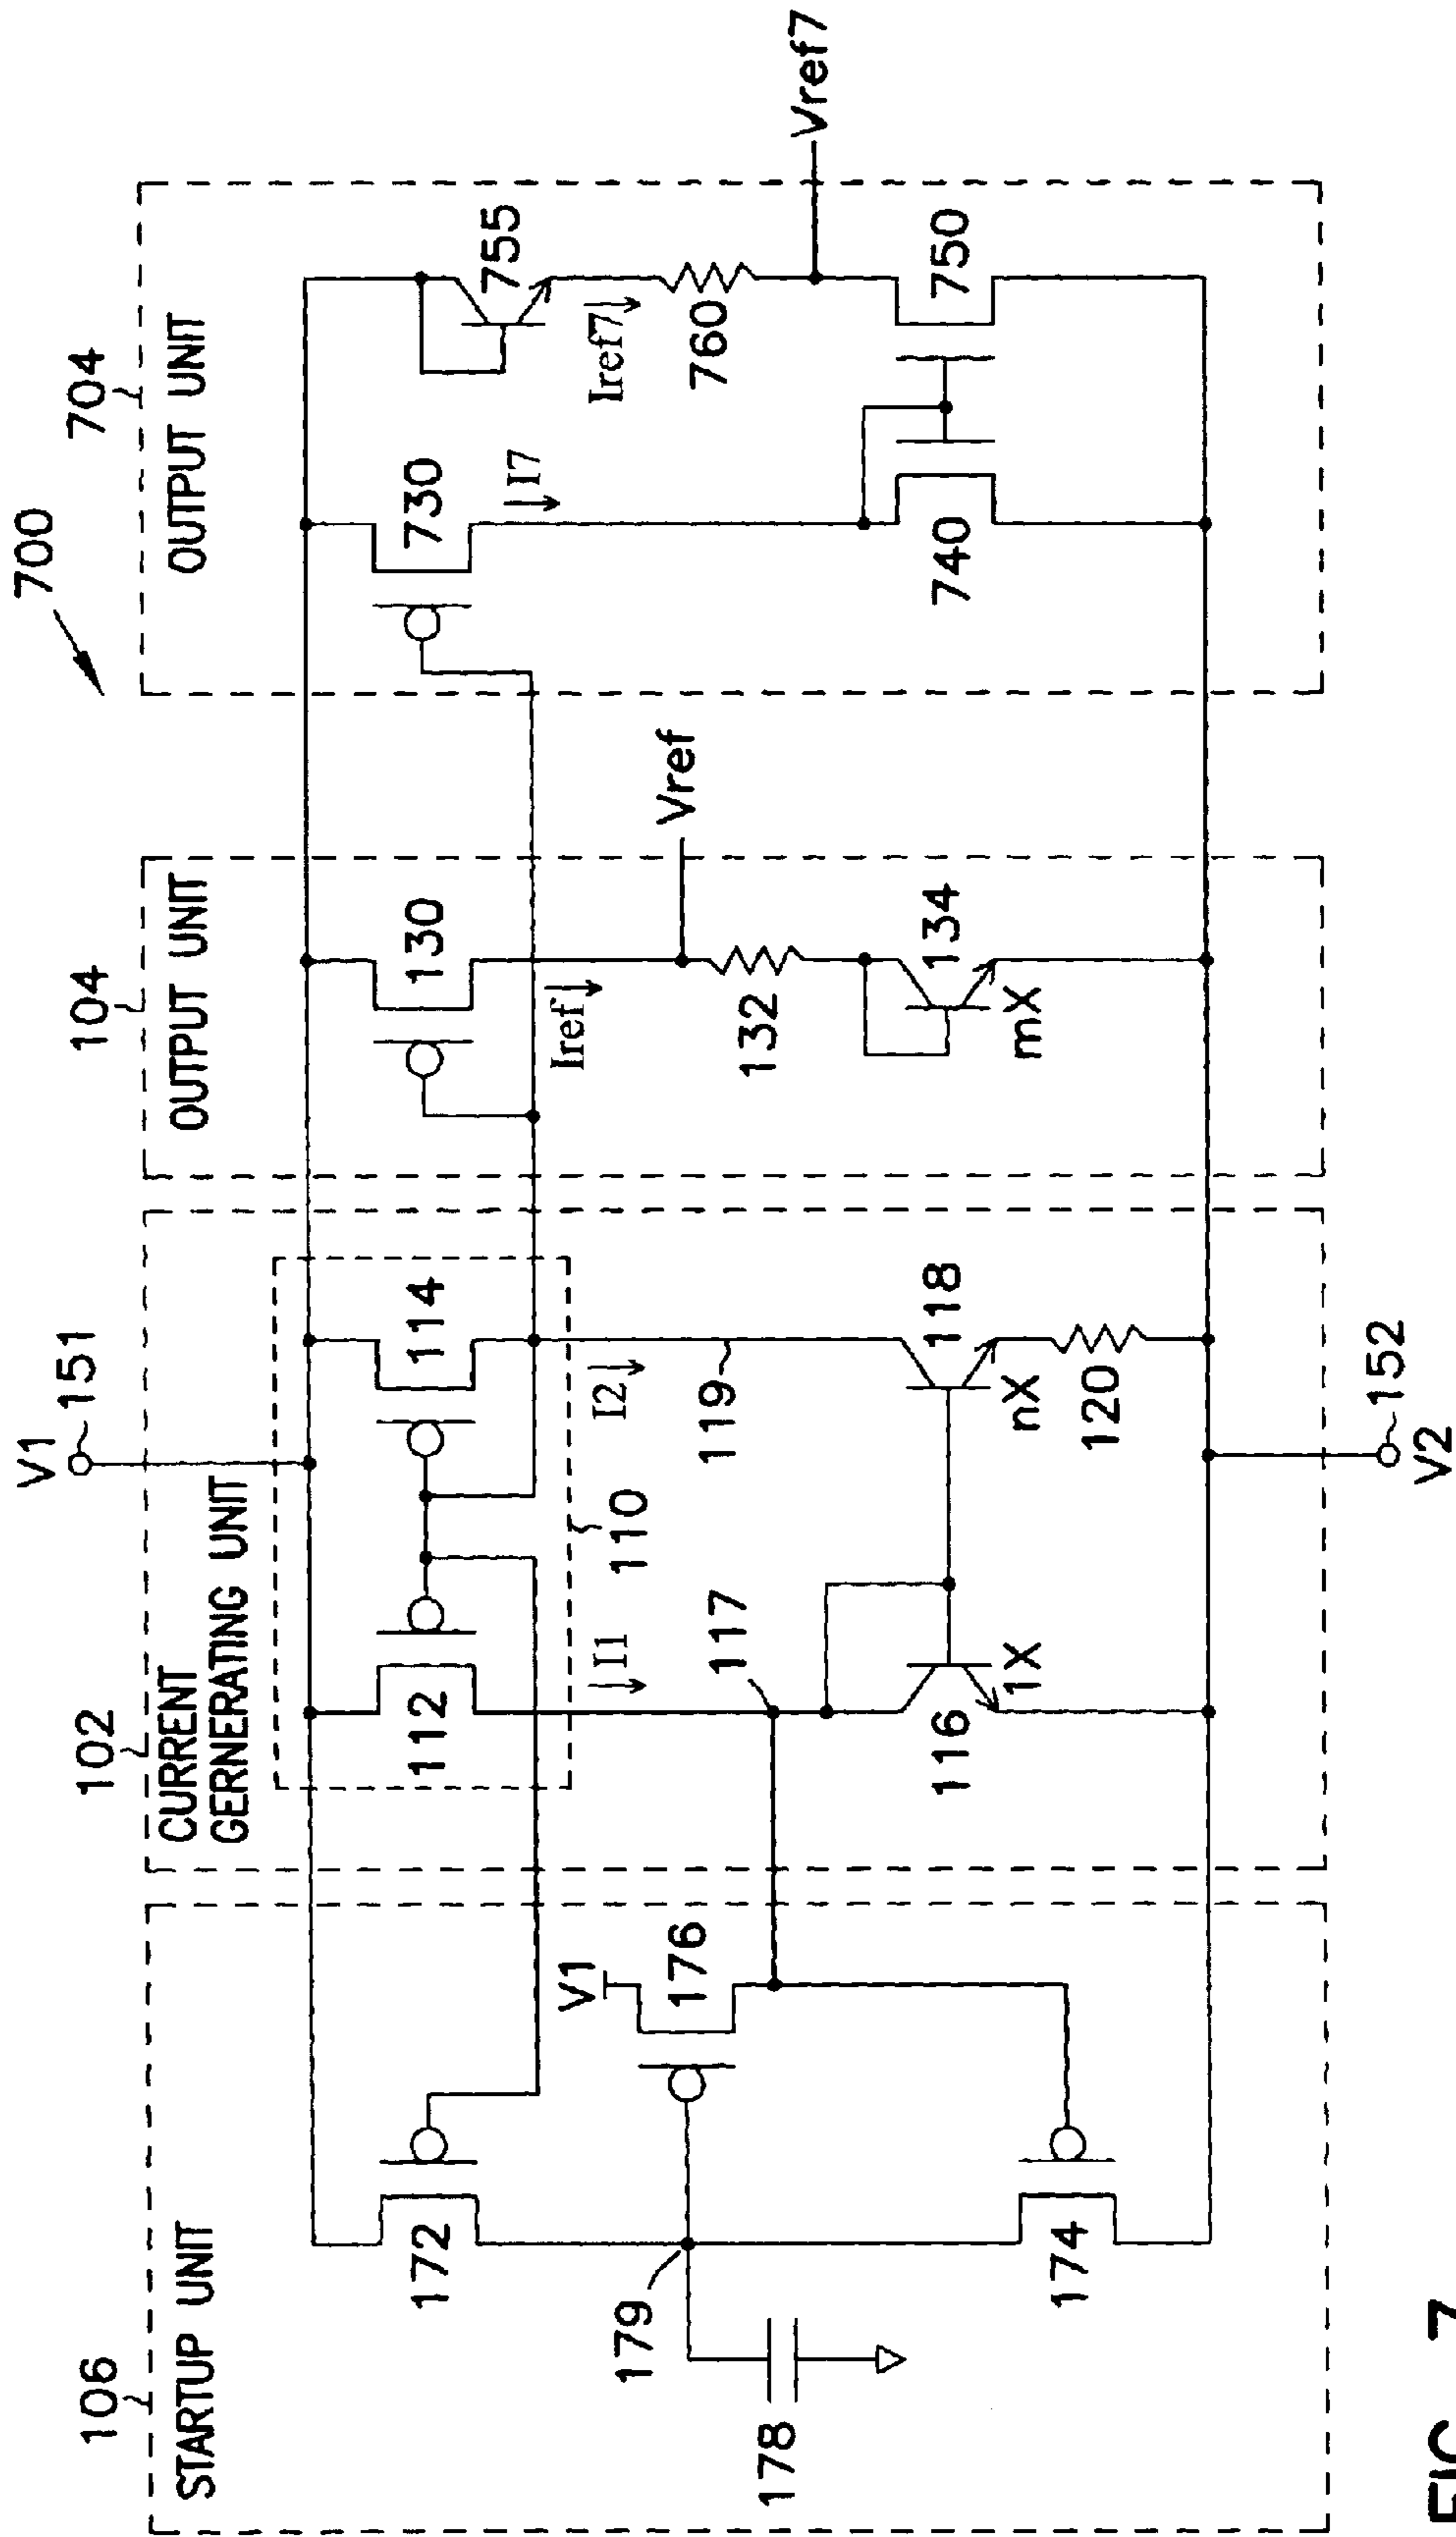 700
V1
151
106
STARTUP UNIT
102
CURRENT
GERNERATING UNIT
104
OUTPUT UNIT
704
OUTPUT UNIT
172
112
114
130
730
755
V1
176
I1
110
I2
Iref
I7
Iref7
760
179
117
119
Vref
132
Vref7
178
174
116
1X
118
nX
120
134
mX
740
750
152
V2
FIG. 7